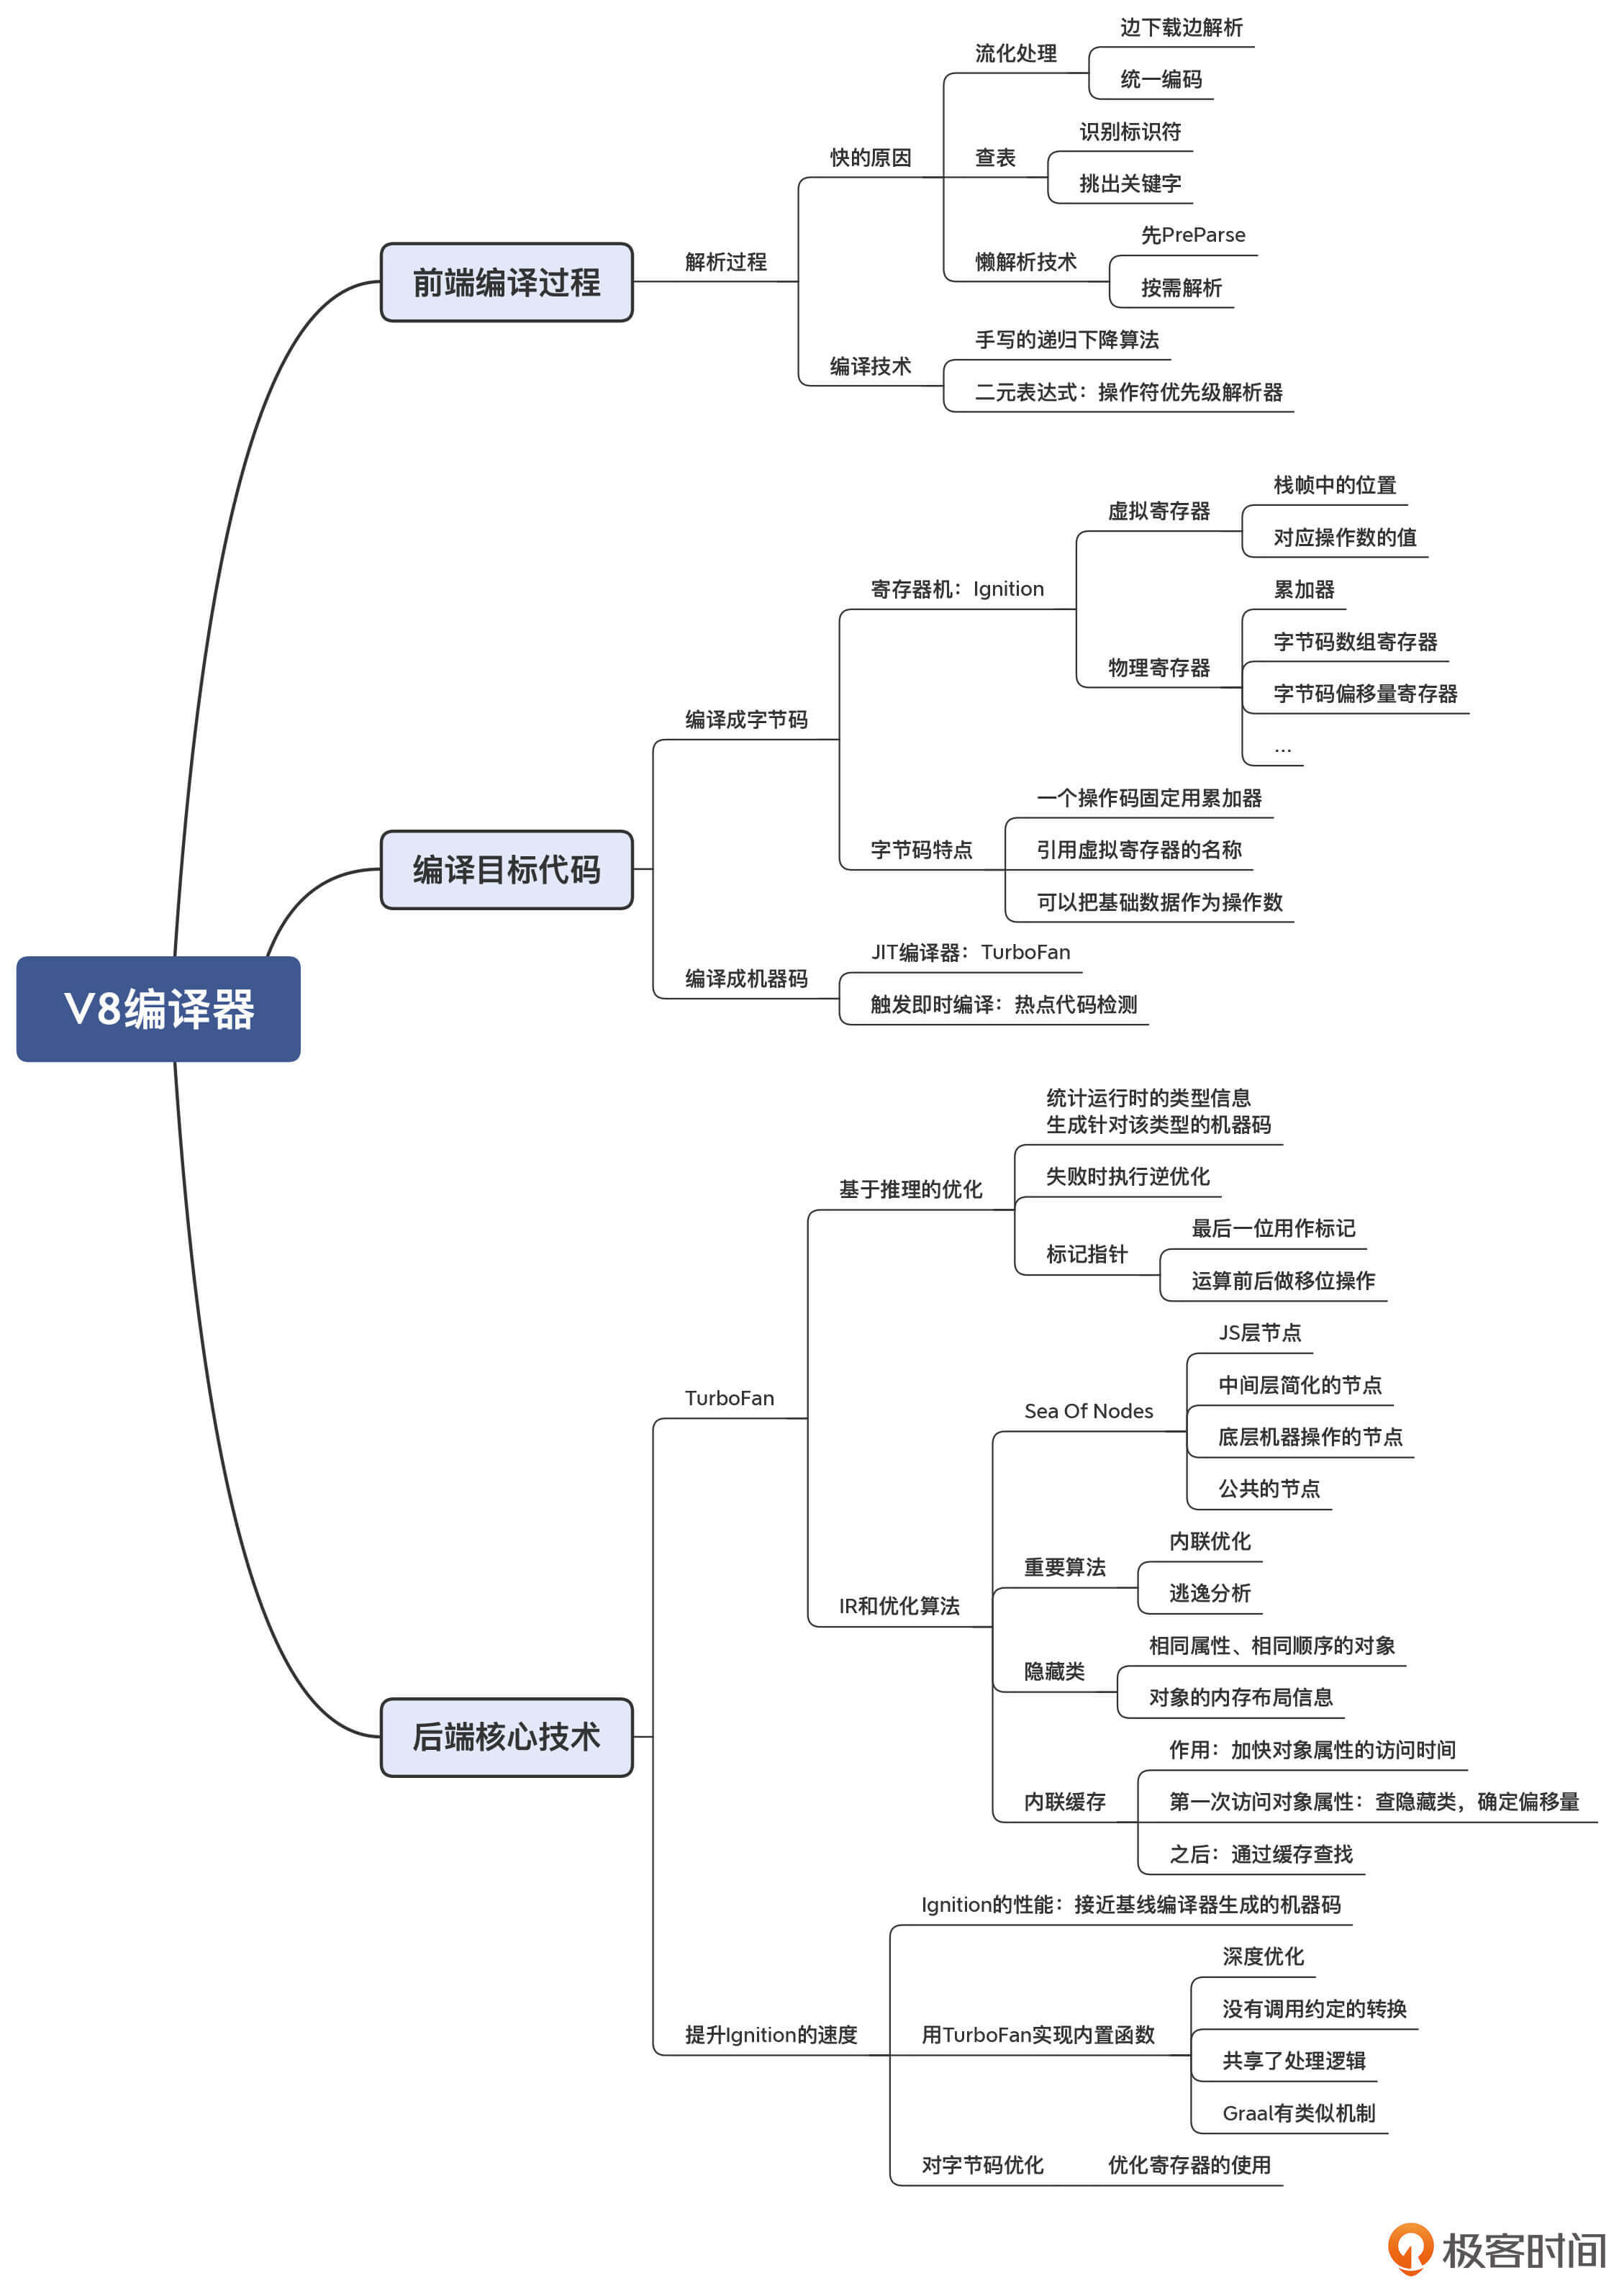 边下载边解析
流化处理
统一编码
识别标识符
快的原因
查表
挑出关键字
先PreParse
解析过程
懒解析技术
前端编译过程
按需解析
手写的递归下降算法
编译技术
二元表达式：操作符优先级解析器
栈帧中的位置
虚拟寄存器
对应操作数的值
寄存器机：Ignition
累加器
字节码数组寄存器
物理寄存器
字节码偏移量寄存器
编译成字节码
...
一个操作码固定用累加器
字节码特点
引用虚拟寄存器的名称
编译目标代码
可以把基础数据作为操作数
JIT编译器：TurboFan
编译成机器码
触发即时编译：热点代码检测
V8编译器
统计运行时的类型信息
生成针对该类型的机器码
基于推理的优化
失败时执行逆优化
最后一位用作标记
标记指针
运算前后做移位操作
JS层节点
中间层简化的节点
TurboFan
Sea Of Nodes
底层机器操作的节点
公共的节点
内联优化
重要算法
逃逸分析
IR和优化算法
相同属性、相同顺序的对象
隐藏类
对象的内存布局信息
后端核心技术
作用：加快对象属性的访问时间
内联缓存
第一次访问对象属性：查隐藏类，确定偏移量
之后：通过缓存查找
Ignition的性能：接近基线编译器生成的机器码
深度优化
没有调用约定的转换
提升Ignition的速度
用TurboFan实现内置函数
共享了处理逻辑
Graal有类似机制
对字节码优化
优化寄存器的使用
极客时间